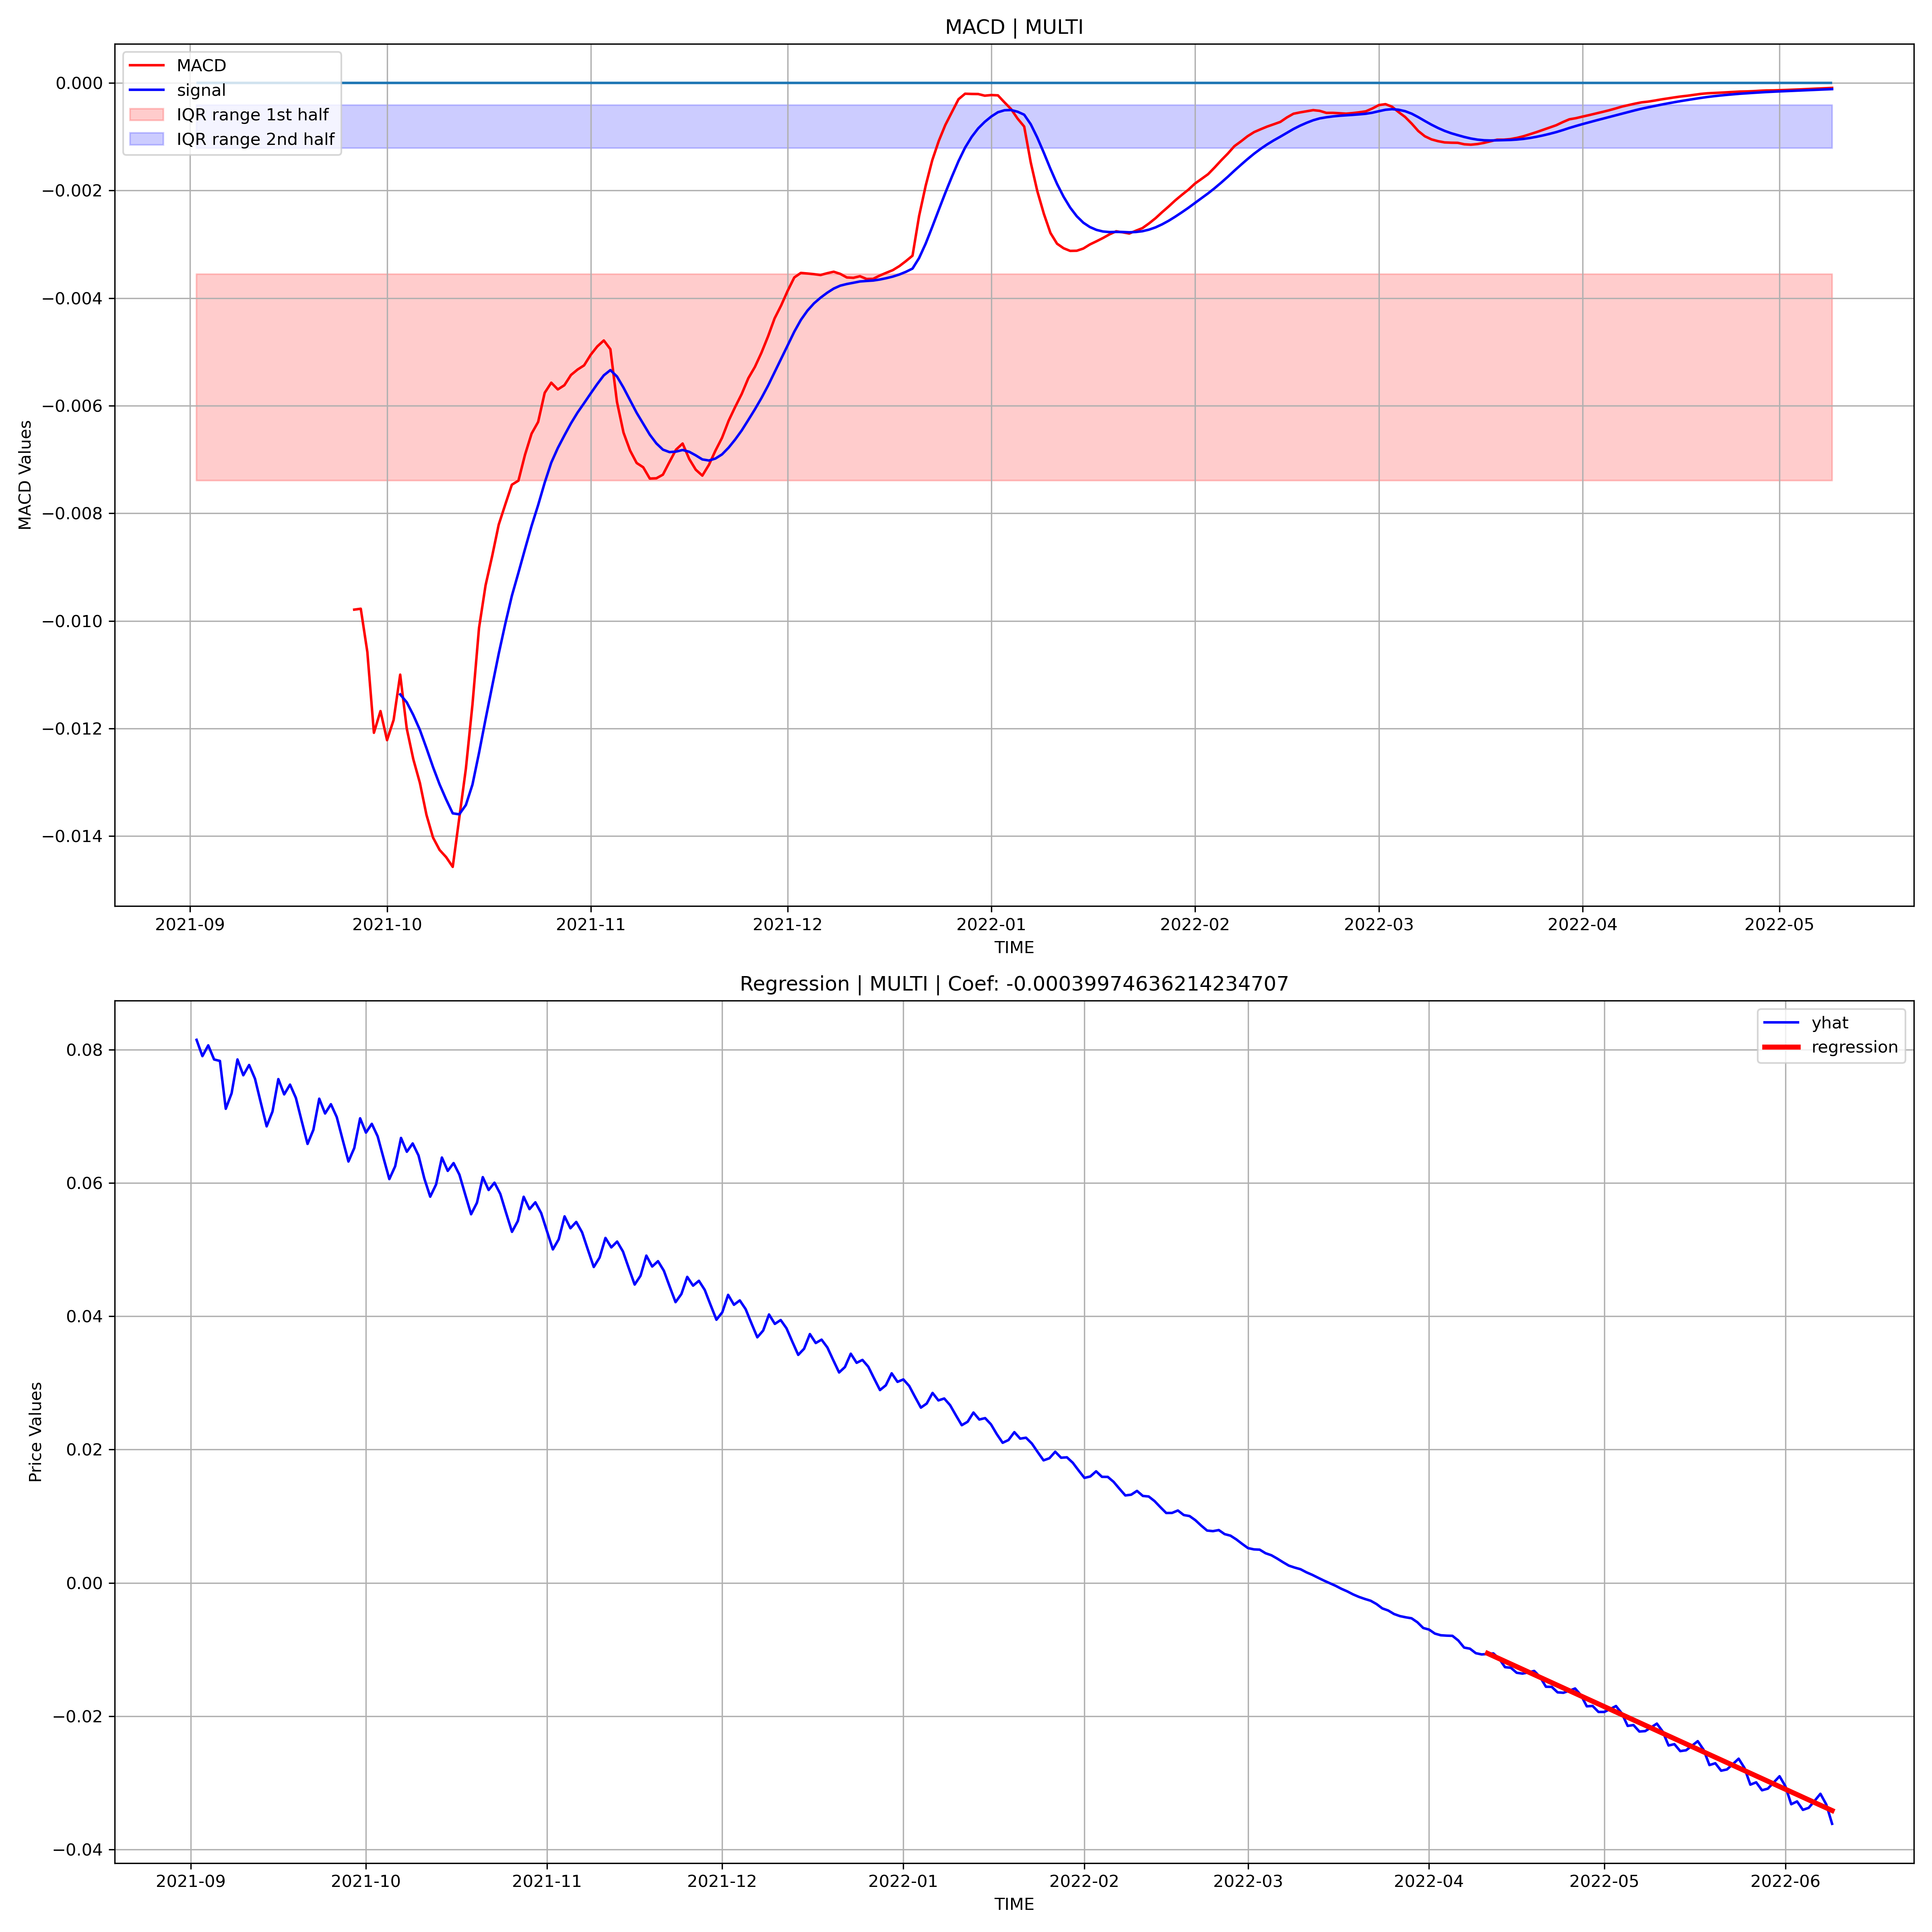 MACD | MULTI
MACD
signal
IQR range 1st half
IQR range 2nd half
MACD Values
0.000
−0.002
−0.004
−0.006
−0.008
−0.010
−0.012
−0.014
2021-09 2021-10 2021-11 2021-12 2022-01 2022-02 2022-03 2022-04 2022-05
TIME
Regression | MULTI | Coef: -0.00039974636214234707
yhat
regression
Price Values
0.08
0.06
0.04
0.02
0.00
−0.02
−0.04
2021-09 2021-10 2021-11 2021-12 2022-01 2022-02 2022-03 2022-04 2022-05 2022-06
TIME